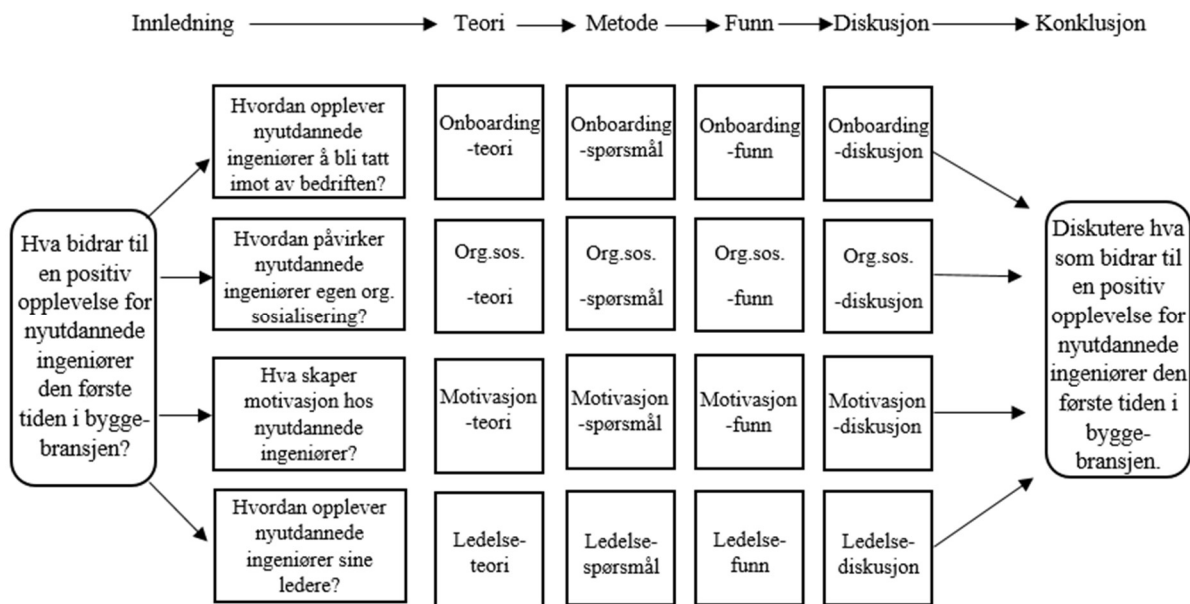 Innledning Teori Metode Funn Diskusjon Konklusjon
Hva bidrar til
en positiv
opplevelse for
nyutdannede
ingeniører
den første
tiden i bygge-
bransjen?
Hvordan opplever
nyutdannede
ingeniører å bli tatt
imot av bedriften?
Onboarding
-teori
Onboarding
-spørsmål
Onboarding
-funn
Onboarding
-diskusjon
Hvordan påvirker
nyutdannede
ingeniører egen org.
sosialisering?
Org.sos.
-teori
Org.sos.
-spørsmål
Org.sos.
-funn
Org.sos.
-diskusjon
Hva skaper
motivasjon hos
nyutdannede
ingeniører?
Motivasjon
-teori
Motivasjon
-spørsmål
Motivasjon
-funn
Motivasjon
-diskusjon
Hvordan opplever
nyutdannede
ingeniører sine
ledere?
Ledelse-
teori
Ledelse-
spørsmål
Ledelse-
funn
Ledelse-
diskusjon
Diskutere hva
som bidrar til
en positiv
opplevelse for
nyutdannede
ingeniører den
første tiden i
bygge-
bransjen.